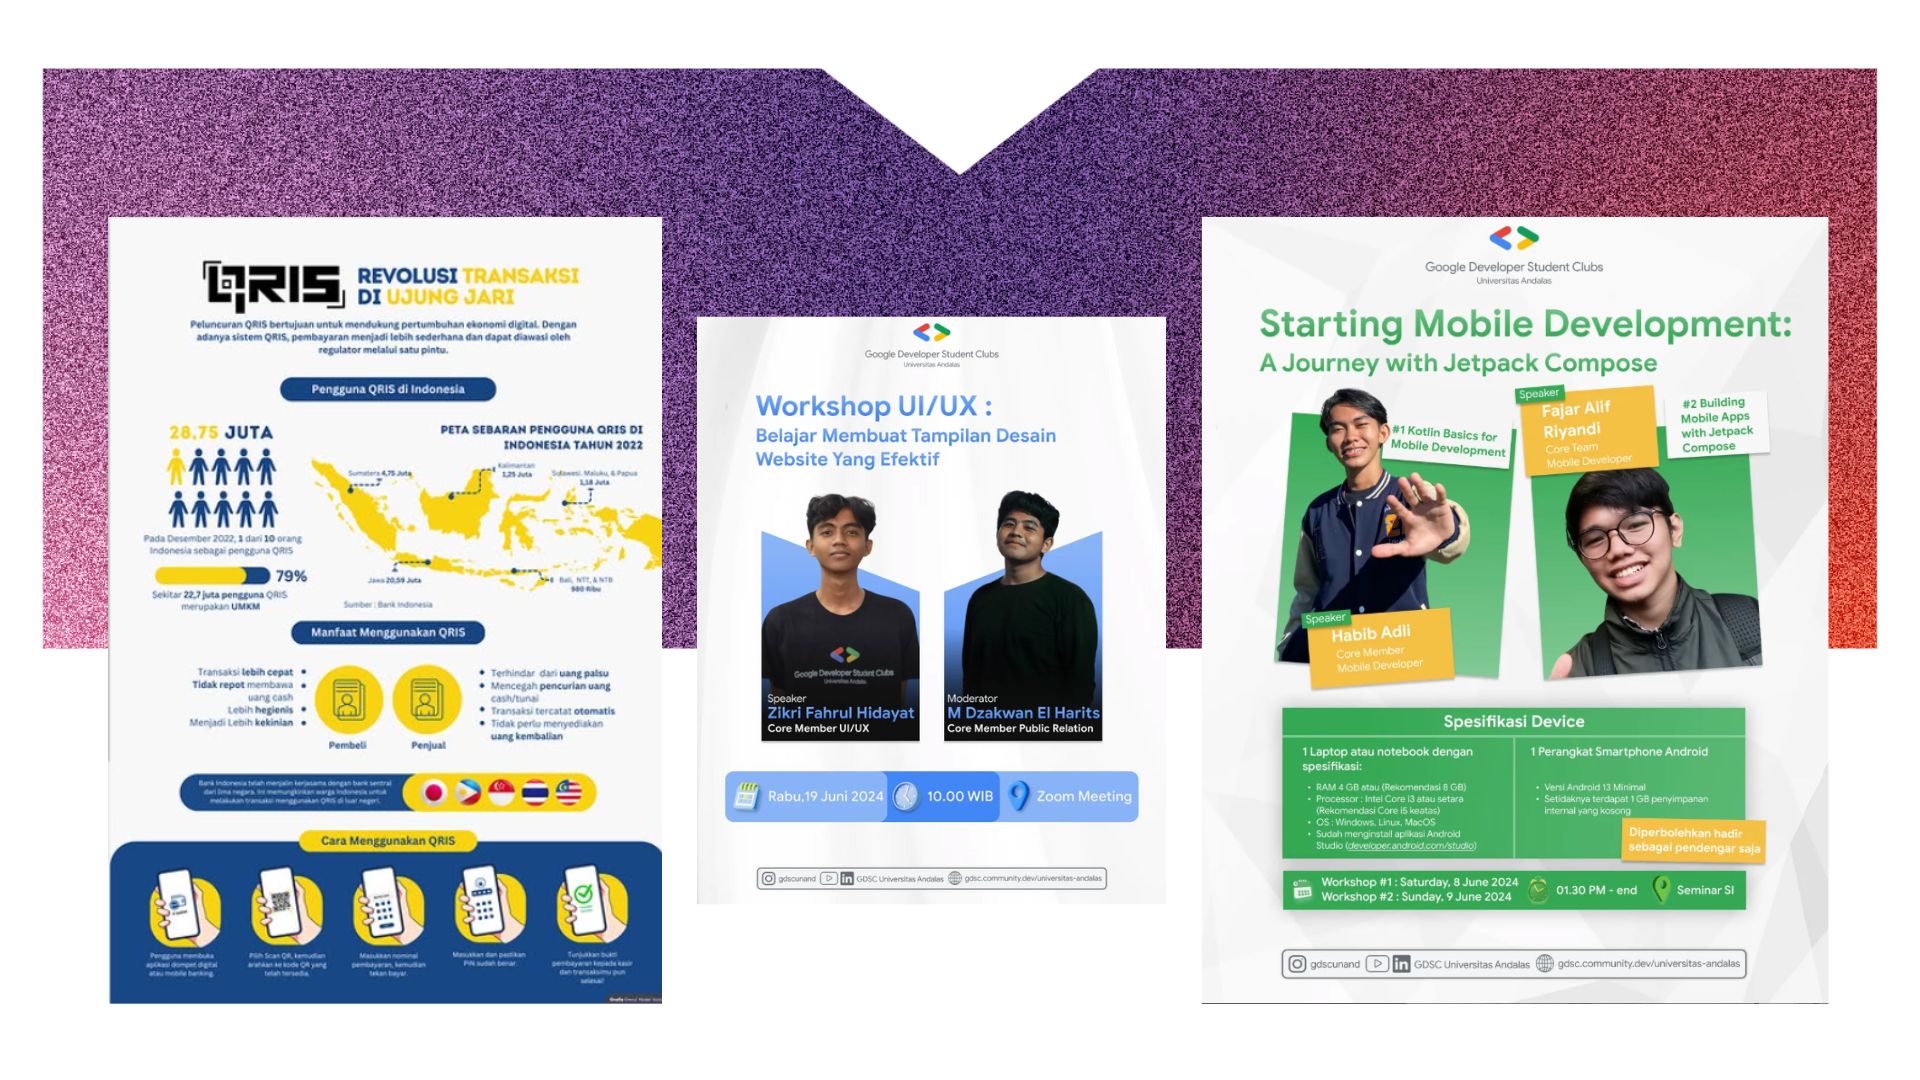 QRIS
REVOLUSI TRANSAKSI
DI UJUNG JARI
Peluncuran QRIS bertujuan untuk mendukung pertumbuhan ekonomi digital. Dengan
adanya sistem QRIS, pembayaran menjadi lebih sederhana dan dapat diawasi oleh
regulator melalui satu pintu.
Pengguna QRIS di Indonesia
28,75 JUTA
Pada Desember 2022, 1 dari 10 orang
Indonesia sebagai pengguna QRIS
79%
Sekitar 22,7 juta pengguna QRIS
merupakan UMKM
PETA SEBARAN PENGGUNA QRIS DI
INDONESIA TAHUN 2022
Sumatera 4,75 Juta
Kalimantan
1,25 Juta
Sulawesi, Maluku, & Papua
1,18 Juta
Jawa 20,59 Juta
Bali, NTT, & NTB
980 Ribu
Sumber : Bank Indonesia
Manfaat Menggunakan QRIS
Transaksi lebih cepat •
Tidak repot membawa •
uang cash
Lebih hegienis •
Menjadi Lebih kekinian •
Pembeli
Penjual
• Terhindar dari uang palsu
• Mencegah pencurian uang
cash/tunai
• Transaksi tercatat otomatis
• Tidak perlu menyediakan
uang kembalian
Bank Indonesia telah menjalin kerjasama dengan bank sentral
dari lima negara. Ini memungkinkan warga Indonesia untuk
melakukan transaksi menggunakan QRIS di luar negeri.
Cara Menggunakan QRIS
Pengguna membuka
aplikasi dompet digital
atau mobile banking.
Pilih Scan QR, kemudian
arahkan ke kode QR yang
telah tersedia.
Masukkan nominal
pembayaran, kemudian
tekan bayar.
Masukkan dan pastikan
PIN sudah benar.
Tunjukkan bukti
pembayaran kepada kasir
dan transaksimu pun
selesai!
Google Developer Student Clubs
Universitas Andalas
Workshop UI/UX :
Belajar Membuat Tampilan Desain
Website Yang Efektif
Google Developer Student Clubs
Universitas Andalas
Speaker
Zikri Fahrul Hidayat
Core Member UI/UX
Moderator
M Dzakwan El Harits
Core Member Public Relation
Rabu,19 Juni 2024
10.00 WIB
Zoom Meeting
gdscunand
GDSC Universitas Andalas
gdsc.community.dev/universitas-andalas
Google Developer Student Clubs
Universitas Andalas
Starting Mobile Development:
A Journey with Jetpack Compose
#1 Kotlin Basics for
Mobile Development
Speaker
Fajar Alif
Riyandi
Core Team
Mobile Developer
#2 Building
Mobile Apps
with Jetpack
Compose
Speaker
Habib Adli
Core Member
Mobile Developer
Spesifikasi Device
1 Laptop atau notebook dengan
spesifikasi:
• RAM 4 GB atau (Rekomendasi 8 GB)
• Processor : Intel Core i3 atau setara
(Rekomendasi Core i5 keatas)
• OS : Windows, Linux, MacOS
• Sudah menginstall aplikasi Android
Studio (developer.android.com/studio)
1 Perangkat Smartphone Android
• Versi Android 13 Minimal
• Setidaknya terdapat 1 GB penyimpanan
internal yang kosong
Diperbolehkan hadir
sebagai pendengar saja
Workshop #1 : Saturday, 8 June 2024
Workshop #2 : Sunday, 9 June 2024
01.30 PM - end
Seminar SI
gdscunand
GDSC Universitas Andalas
gdsc.community.dev/universitas-andalas